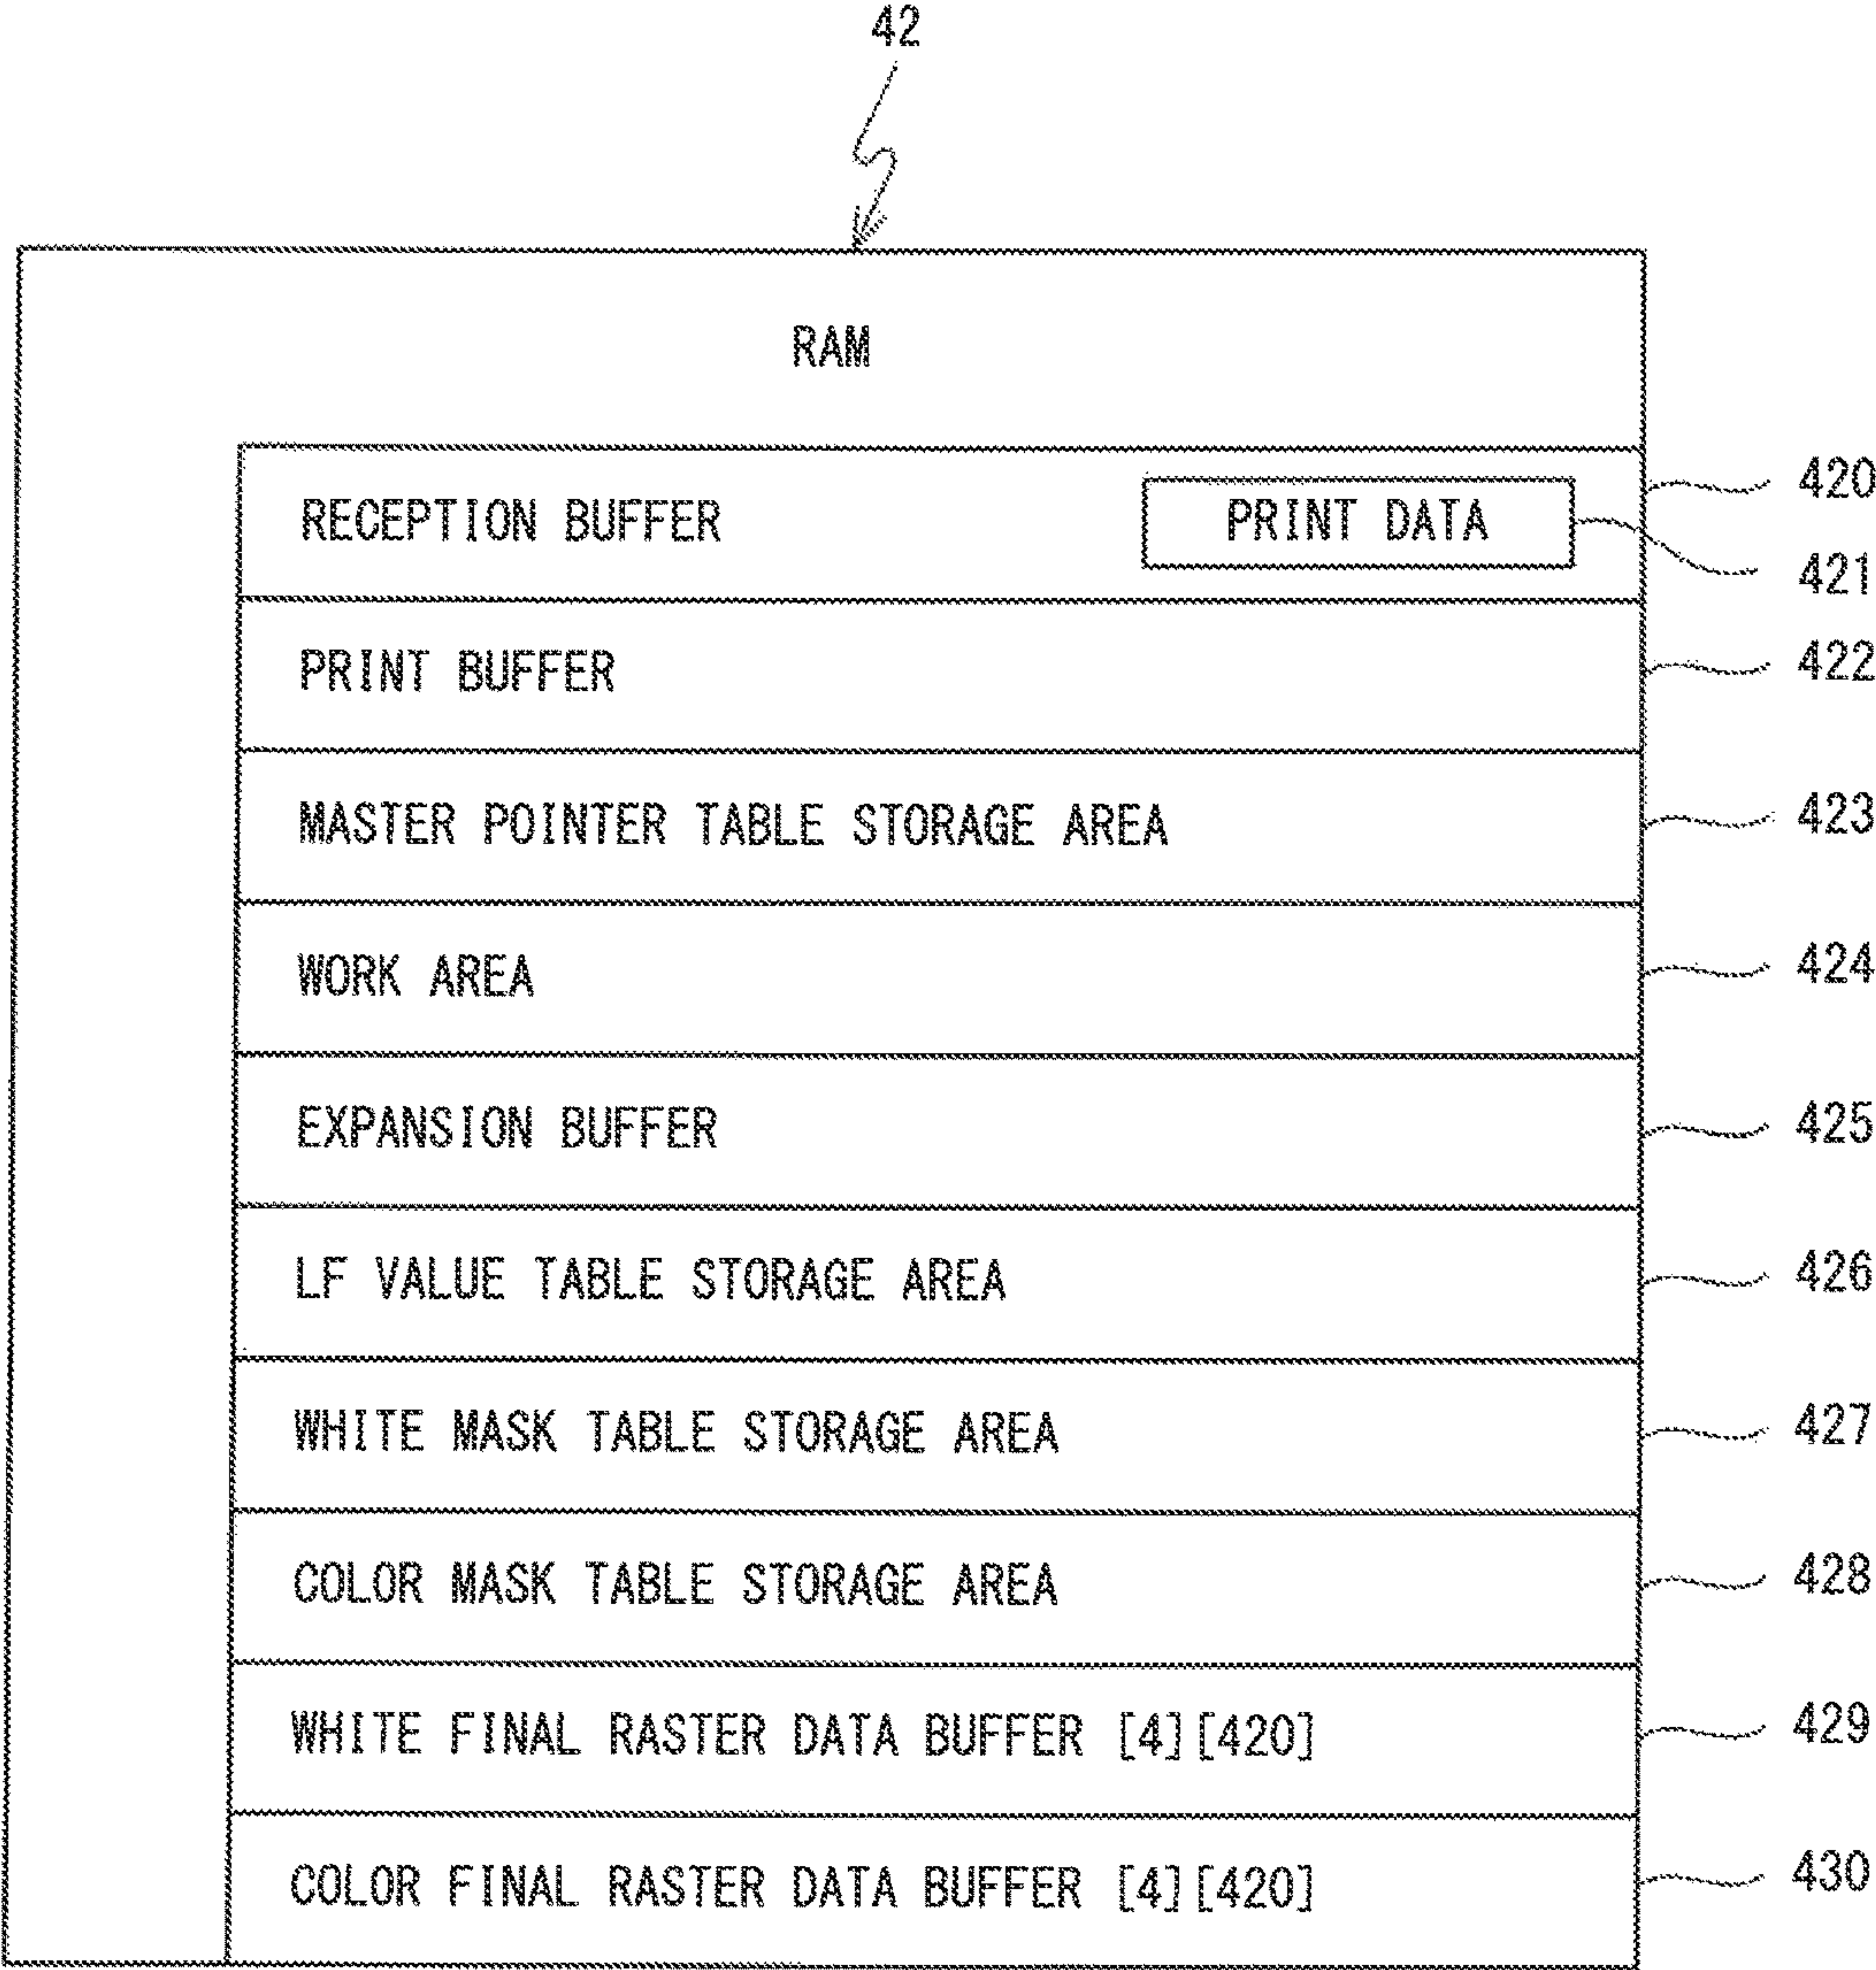 42
RAM
RECEPTION BUFFER PRINT DATA 420
421
PRINT BUFFER 422
MASTER POINTER TABLE STORAGE AREA 423
WORK AREA 424
EXPANSION BUFFER 425
LF VALUE TABLE STORAGE AREA 426
WHITE MASK TABLE STORAGE AREA 427
COLOR MASK TABLE STORAGE AREA 428
WHITE FINAL RASTER DATA BUFFER [4][420] 429
COLOR FINAL RASTER DATA BUFFER [4][420] 430